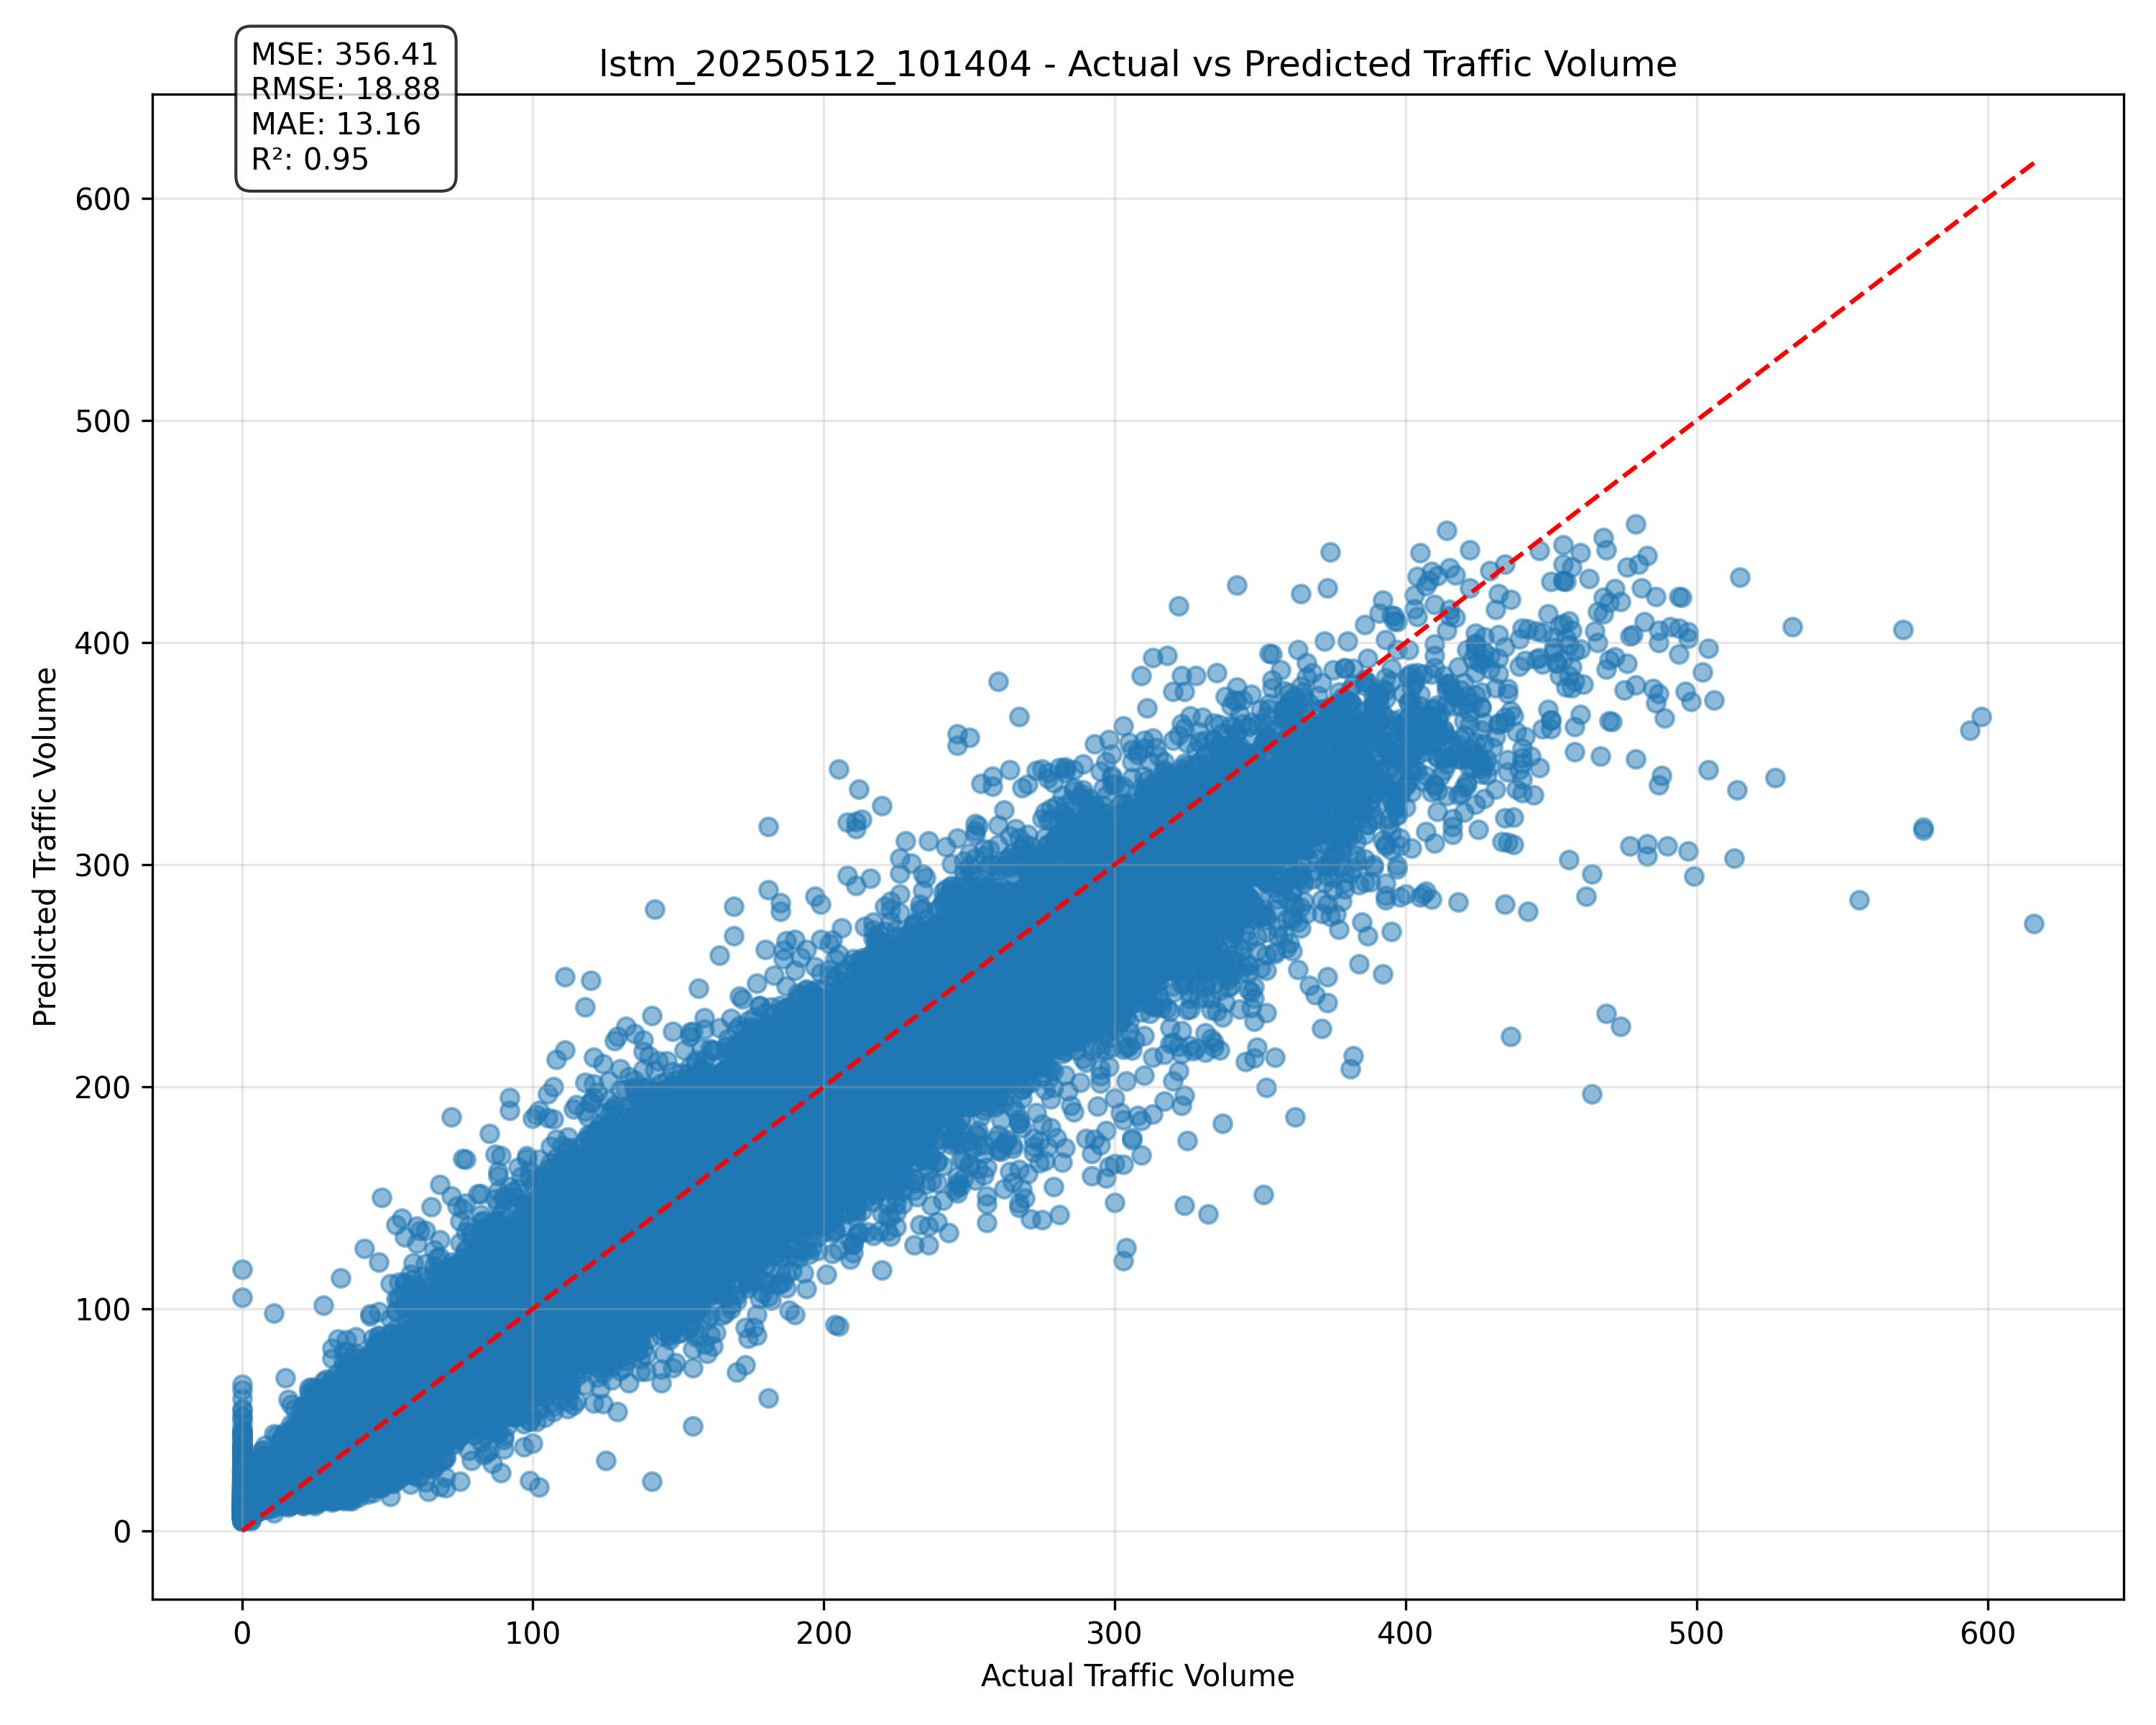 MSE: 356.41
RMSE: 18.88
MAE: 13.16
R²: 0.95
lstm_20250512_101404 - Actual vs Predicted Traffic Volume
Predicted Traffic Volume
600
500
400
300
200
100
0
0 100 200 300 400 500 600
Actual Traffic Volume